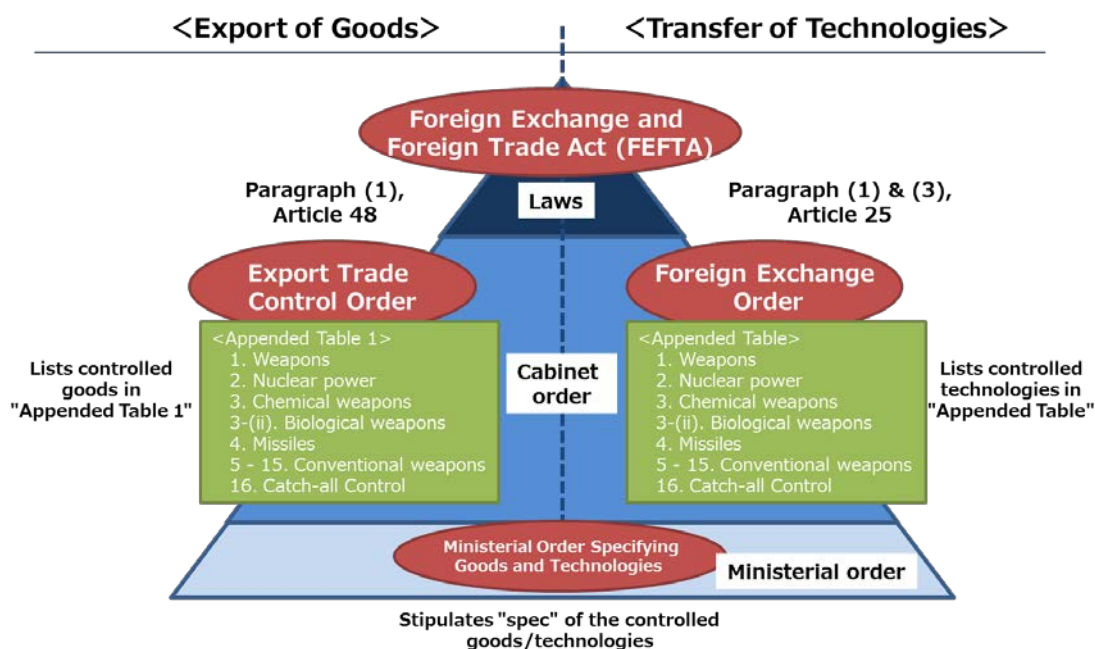 <Export of Goods>
<Transfer of Technologies>
Foreign Exchange and
Foreign Trade Act (FEFTA)
Paragraph (1),
Article 48
Laws
Paragraph (1) & (3),
Article 25
Export Trade
Control Order
Foreign Exchange
Order
Lists controlled
goods in
"Appended Table 1"
<Appended Table 1>
1. Weapons
2. Nuclear power
3. Chemical weapons
3-(ii). Biological weapons
4. Missiles
5 - 15. Conventional weapons
16. Catch-all Control
Cabinet
order
<Appended Table>
1. Weapons
2. Nuclear power
3. Chemical weapons
3-(ii). Biological weapons
4. Missiles
5 - 15. Conventional weapons
16. Catch-all Control
Lists controlled
technologies in
"Appended Table"
Ministerial Order Specifying
Goods and Technologies
Ministerial order
Stipulates "spec" of the controlled
goods/technologies